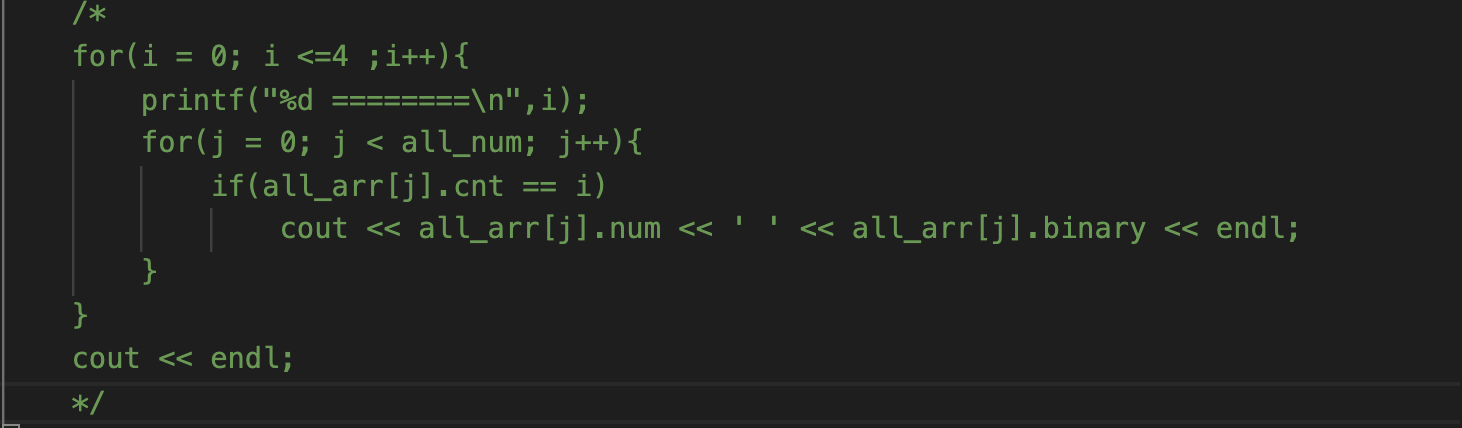 /*
for(i = 0; i <=4 ;i++){
printf("%d ========\n",i);
for(j = 0; j < all_num; j++){
if(all_arr[j].cnt == i)
cout << all_arr[j].num << ' ' << all_arr[j].binary << endl;
}
}
cout << endl;
*/